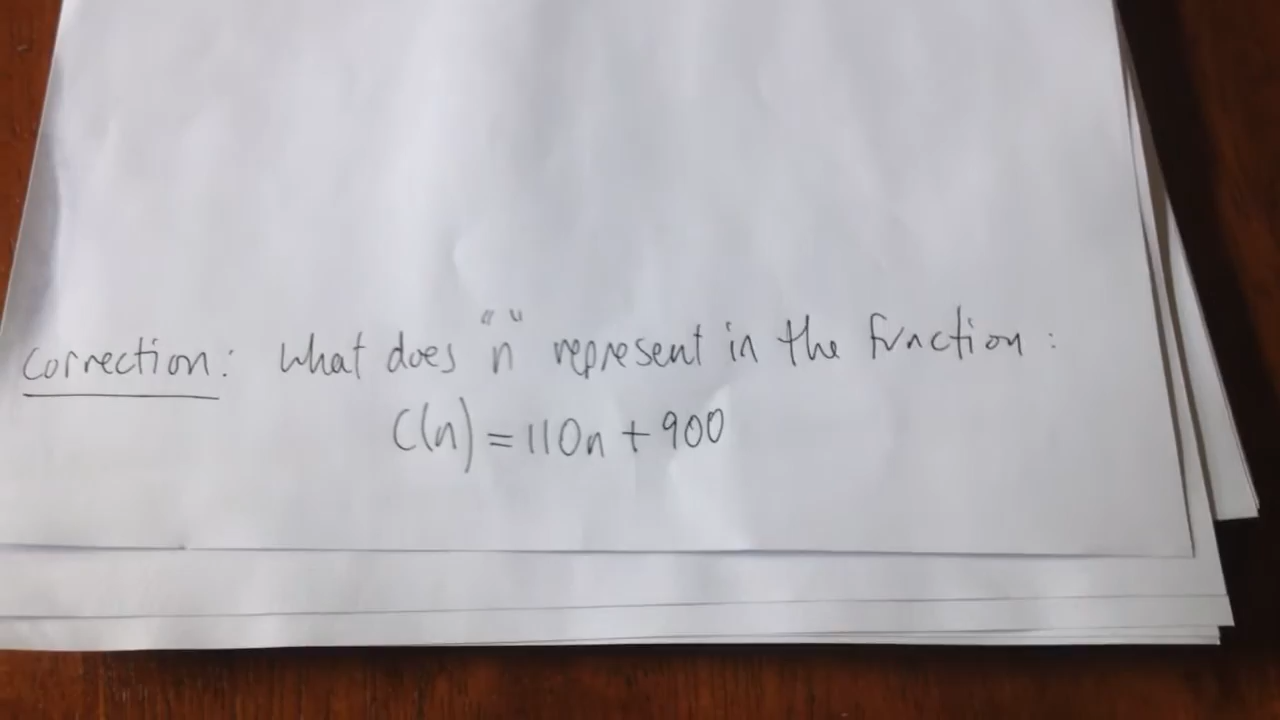 Correction: What does "n" represent in the function:
C(n) = 110n + 900